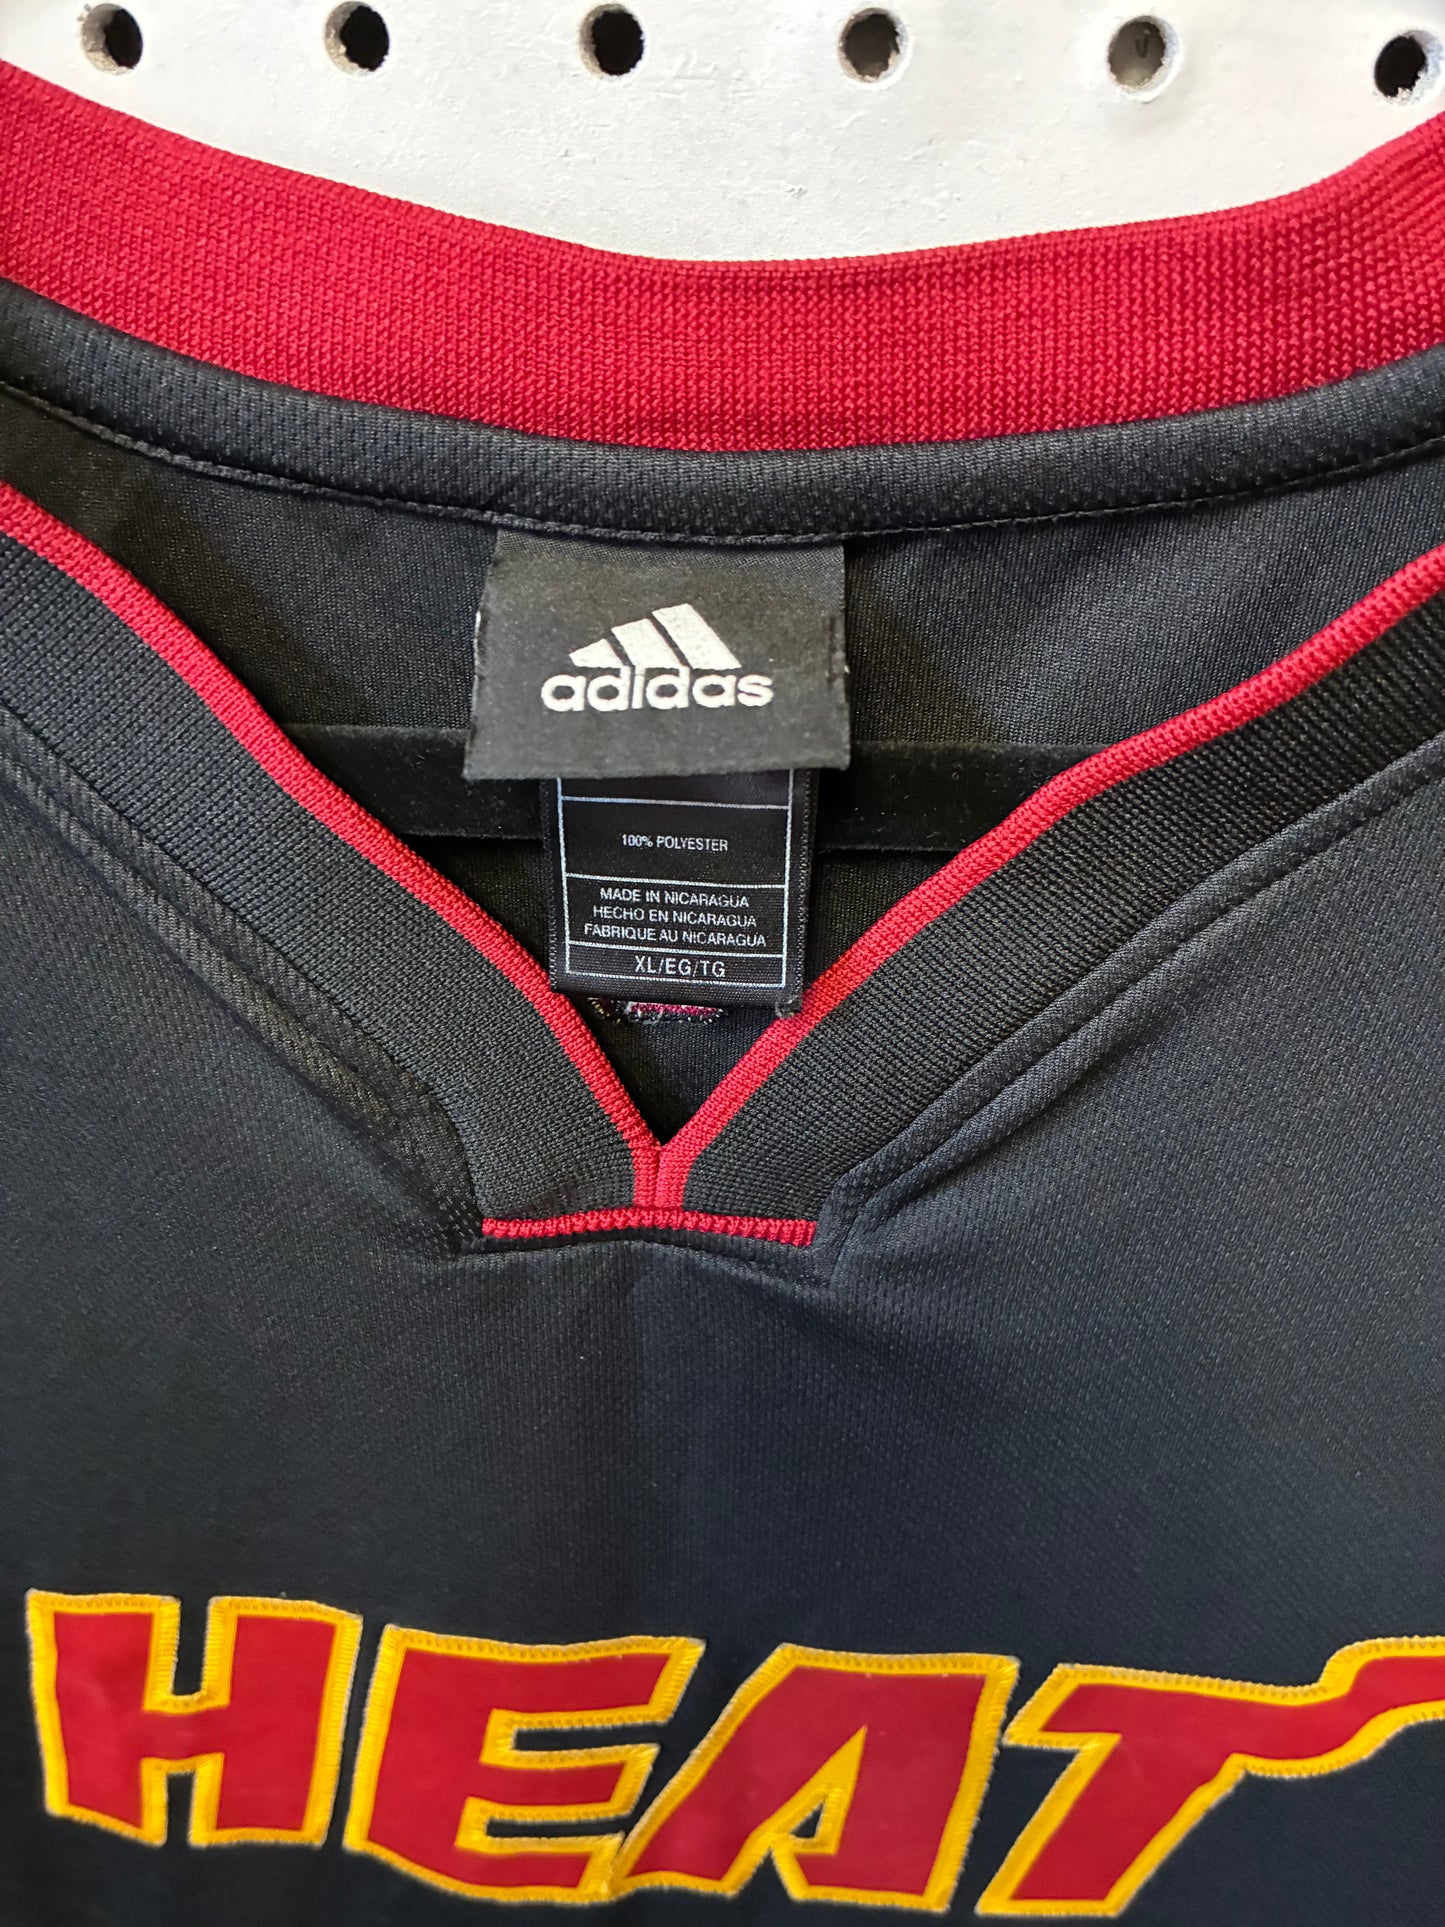 adidas
100% POLYESTER
MADE IN NICARAGUA
HECHO EN NICARAGUA
FABRIQUE AU NICARAGUA
XL/EG/TG
HEAT